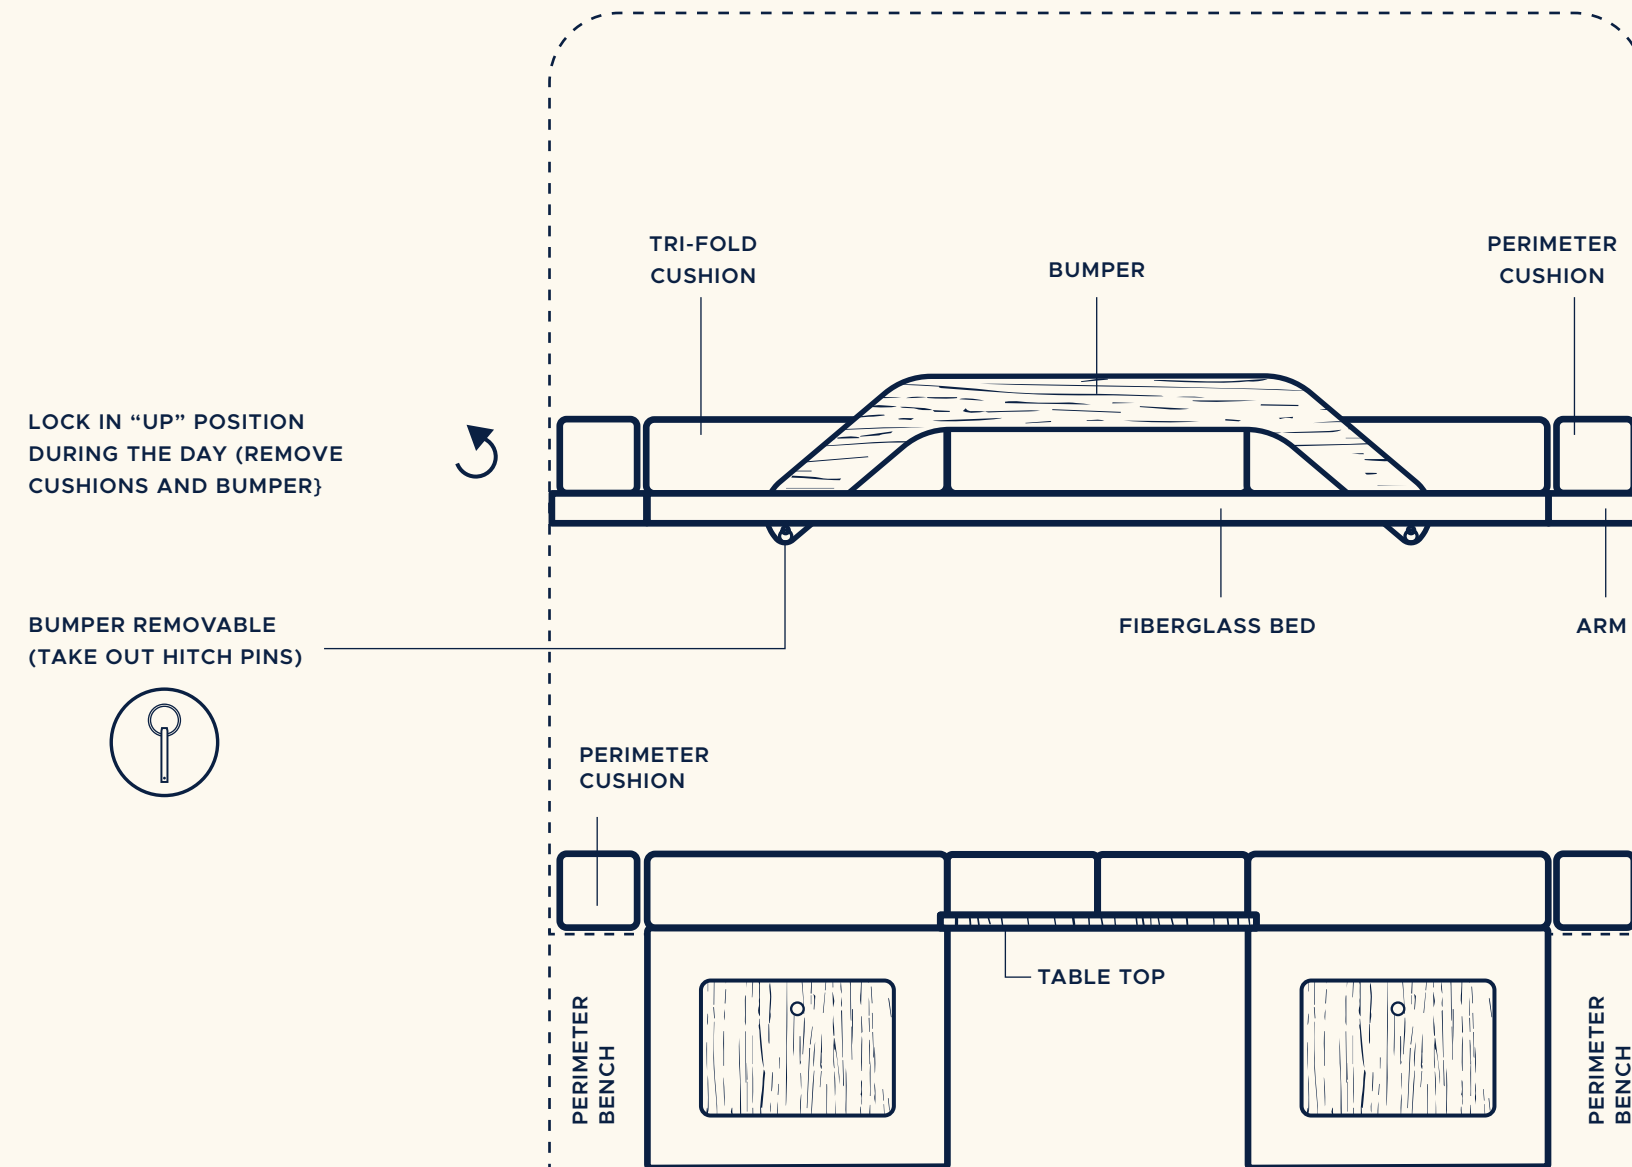 TRI-FOLD
CUSHION
BUMPER
PERIMETER
CUSHION
LOCK IN “UP” POSITION
DURING THE DAY (REMOVE
CUSHIONS AND BUMPER}
BUMPER REMOVABLE
(TAKE OUT HITCH PINS)
FIBERGLASS BED
ARM
PERIMETER
CUSHION
TABLE TOP
PERIMETER
BENCH
PERIMETER
BENCH